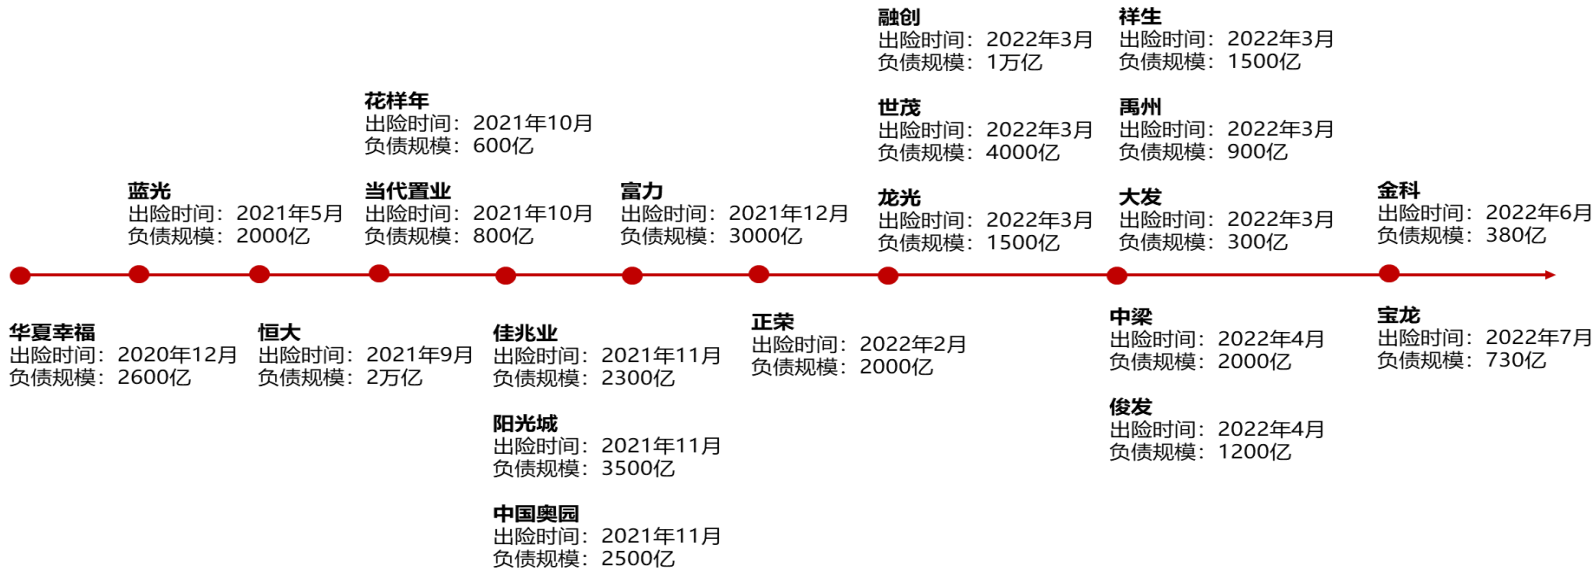 融创
出险时间：2022年3月
负债规模：1万亿
祥生
出险时间：2022年3月
负债规模：1500亿
花样年
出险时间：2021年10月
负债规模：600亿
世茂
出险时间：2022年3月
负债规模：4000亿
禹州
出险时间：2022年3月
负债规模：900亿
蓝光
出险时间：2021年5月
负债规模：2000亿
当代置业
出险时间：2021年10月
负债规模：800亿
富力
出险时间：2021年12月
负债规模：3000亿
龙光
出险时间：2022年3月
负债规模：1500亿
大发
出险时间：2022年3月
负债规模：300亿
金科
出险时间：2022年6月
负债规模：380亿
华夏幸福
出险时间：2020年12月
负债规模：2600亿
恒大
出险时间：2021年9月
负债规模：2万亿
佳兆业
出险时间：2021年11月
负债规模：2300亿
正荣
出险时间：2022年2月
负债规模：2000亿
中梁
出险时间：2022年4月
负债规模：2000亿
宝龙
出险时间：2022年7月
负债规模：730亿
阳光城
出险时间：2021年11月
负债规模：3500亿
俊发
出险时间：2022年4月
负债规模：1200亿
中国奥园
出险时间：2021年11月
负债规模：2500亿